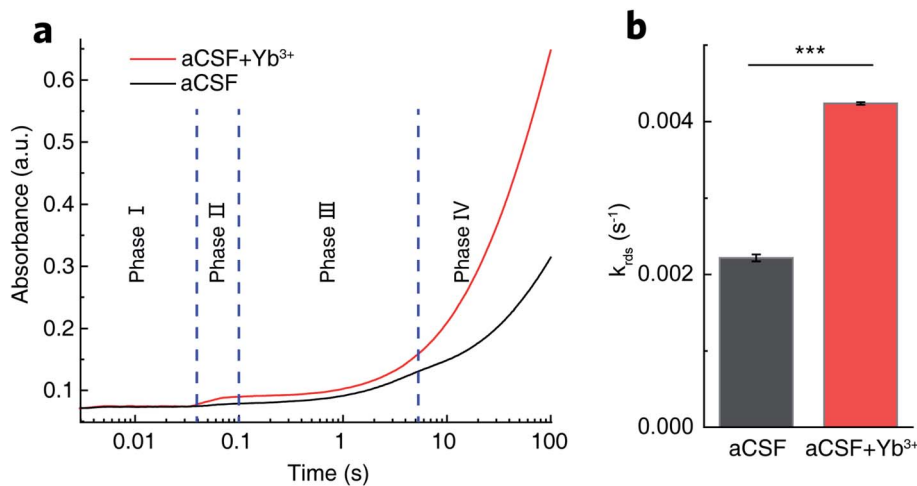 a
aCSF+Yb³⁺
aCSF
Absorbance (a.u.)
0.6
0.5
0.4
0.3
0.2
0.1
Phase Ⅰ
Phase Ⅱ
Phase Ⅲ
Phase Ⅳ
0.01
0.1
1
10
100
Time (s)
b
***
k_rds (s⁻¹)
0.004
0.002
0.000
aCSF
aCSF+Yb³⁺